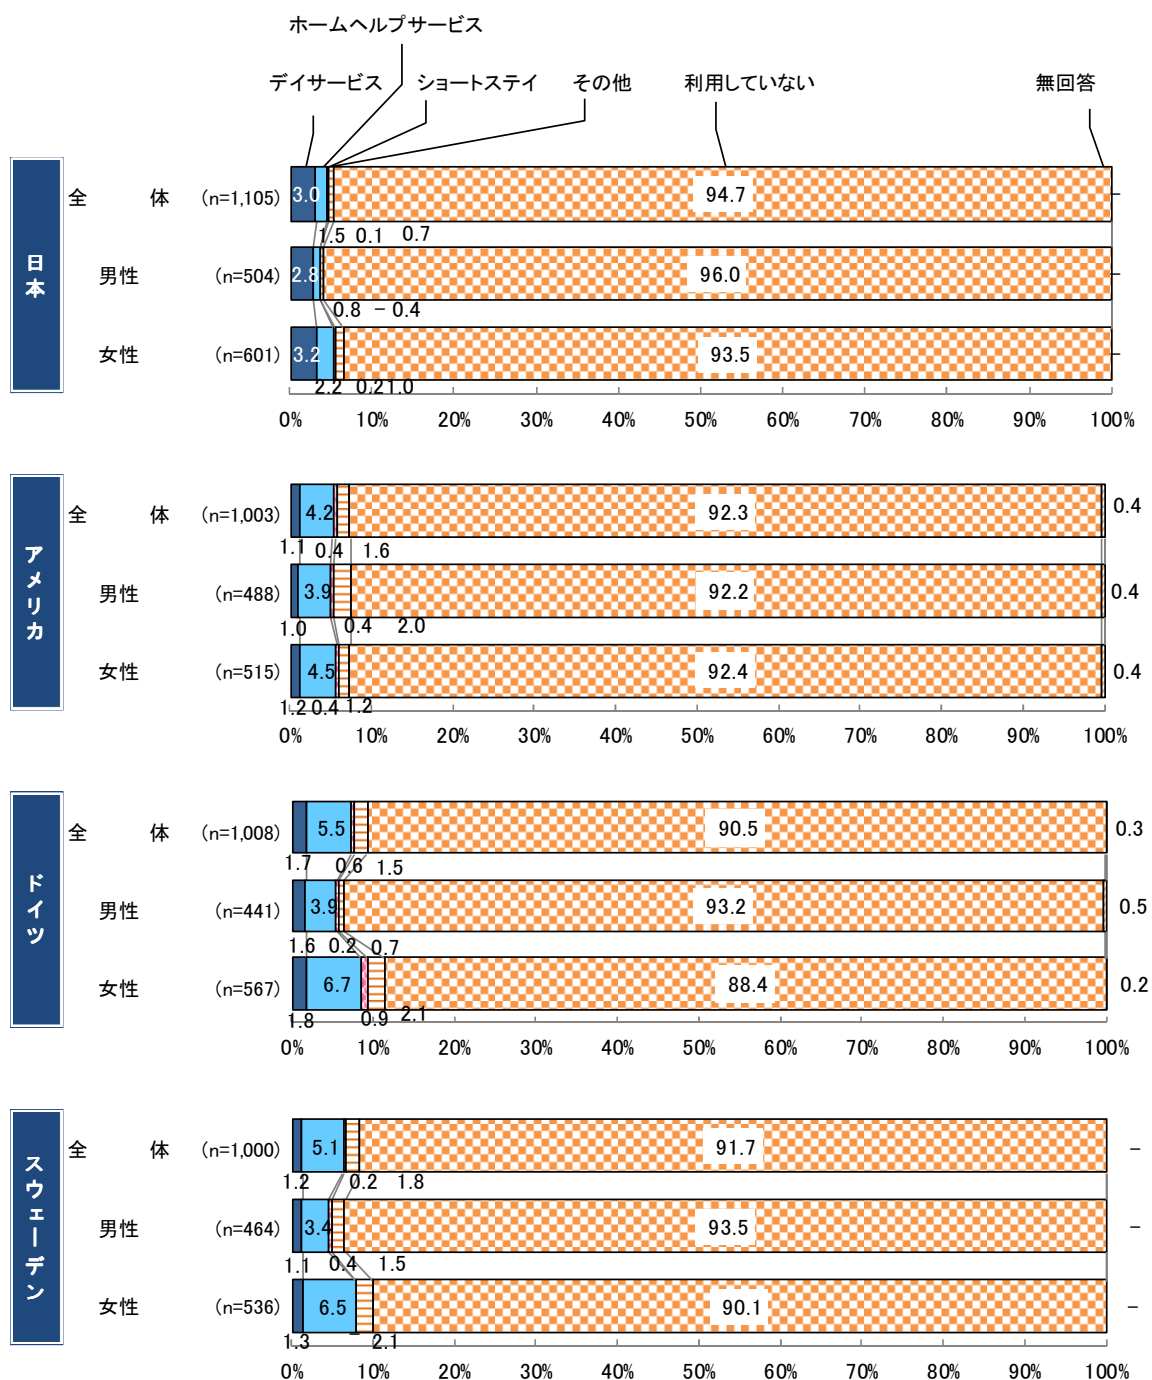 ホームヘルプサービス
デイサービス ショートステイ その他 利用していない 無回答
日本
全 体 (n=1,105) 3.0 94.7 -
1.5 0.1 0.7
男性 (n=504) 2.8 96.0 -
0.8 - 0.4
女性 (n=601) 3.2 93.5 -
2.2 0.2 1.0
0% 10% 20% 30% 40% 50% 60% 70% 80% 90% 100%
アメリカ
全 体 (n=1,003) 4.2 92.3 0.4
1.1 0.4 1.6
男性 (n=488) 3.9 92.2 0.4
1.0 0.4 2.0
女性 (n=515) 4.5 92.4 0.4
1.2 0.4 1.2
0% 10% 20% 30% 40% 50% 60% 70% 80% 90% 100%
ドイツ
全 体 (n=1,008) 5.5 90.5 0.3
1.7 0.6 1.5
男性 (n=441) 3.9 93.2 0.5
1.6 0.2 0.7
女性 (n=567) 6.7 88.4 0.2
1.8 0.9 2.1
0% 10% 20% 30% 40% 50% 60% 70% 80% 90% 100%
スウェーデン
全 体 (n=1,000) 5.1 91.7 -
1.2 0.2 1.8
男性 (n=464) 3.4 93.5 -
1.1 0.4 1.5
女性 (n=536) 6.5 90.1 -
1.3 - 2.1
0% 10% 20% 30% 40% 50% 60% 70% 80% 90% 100%